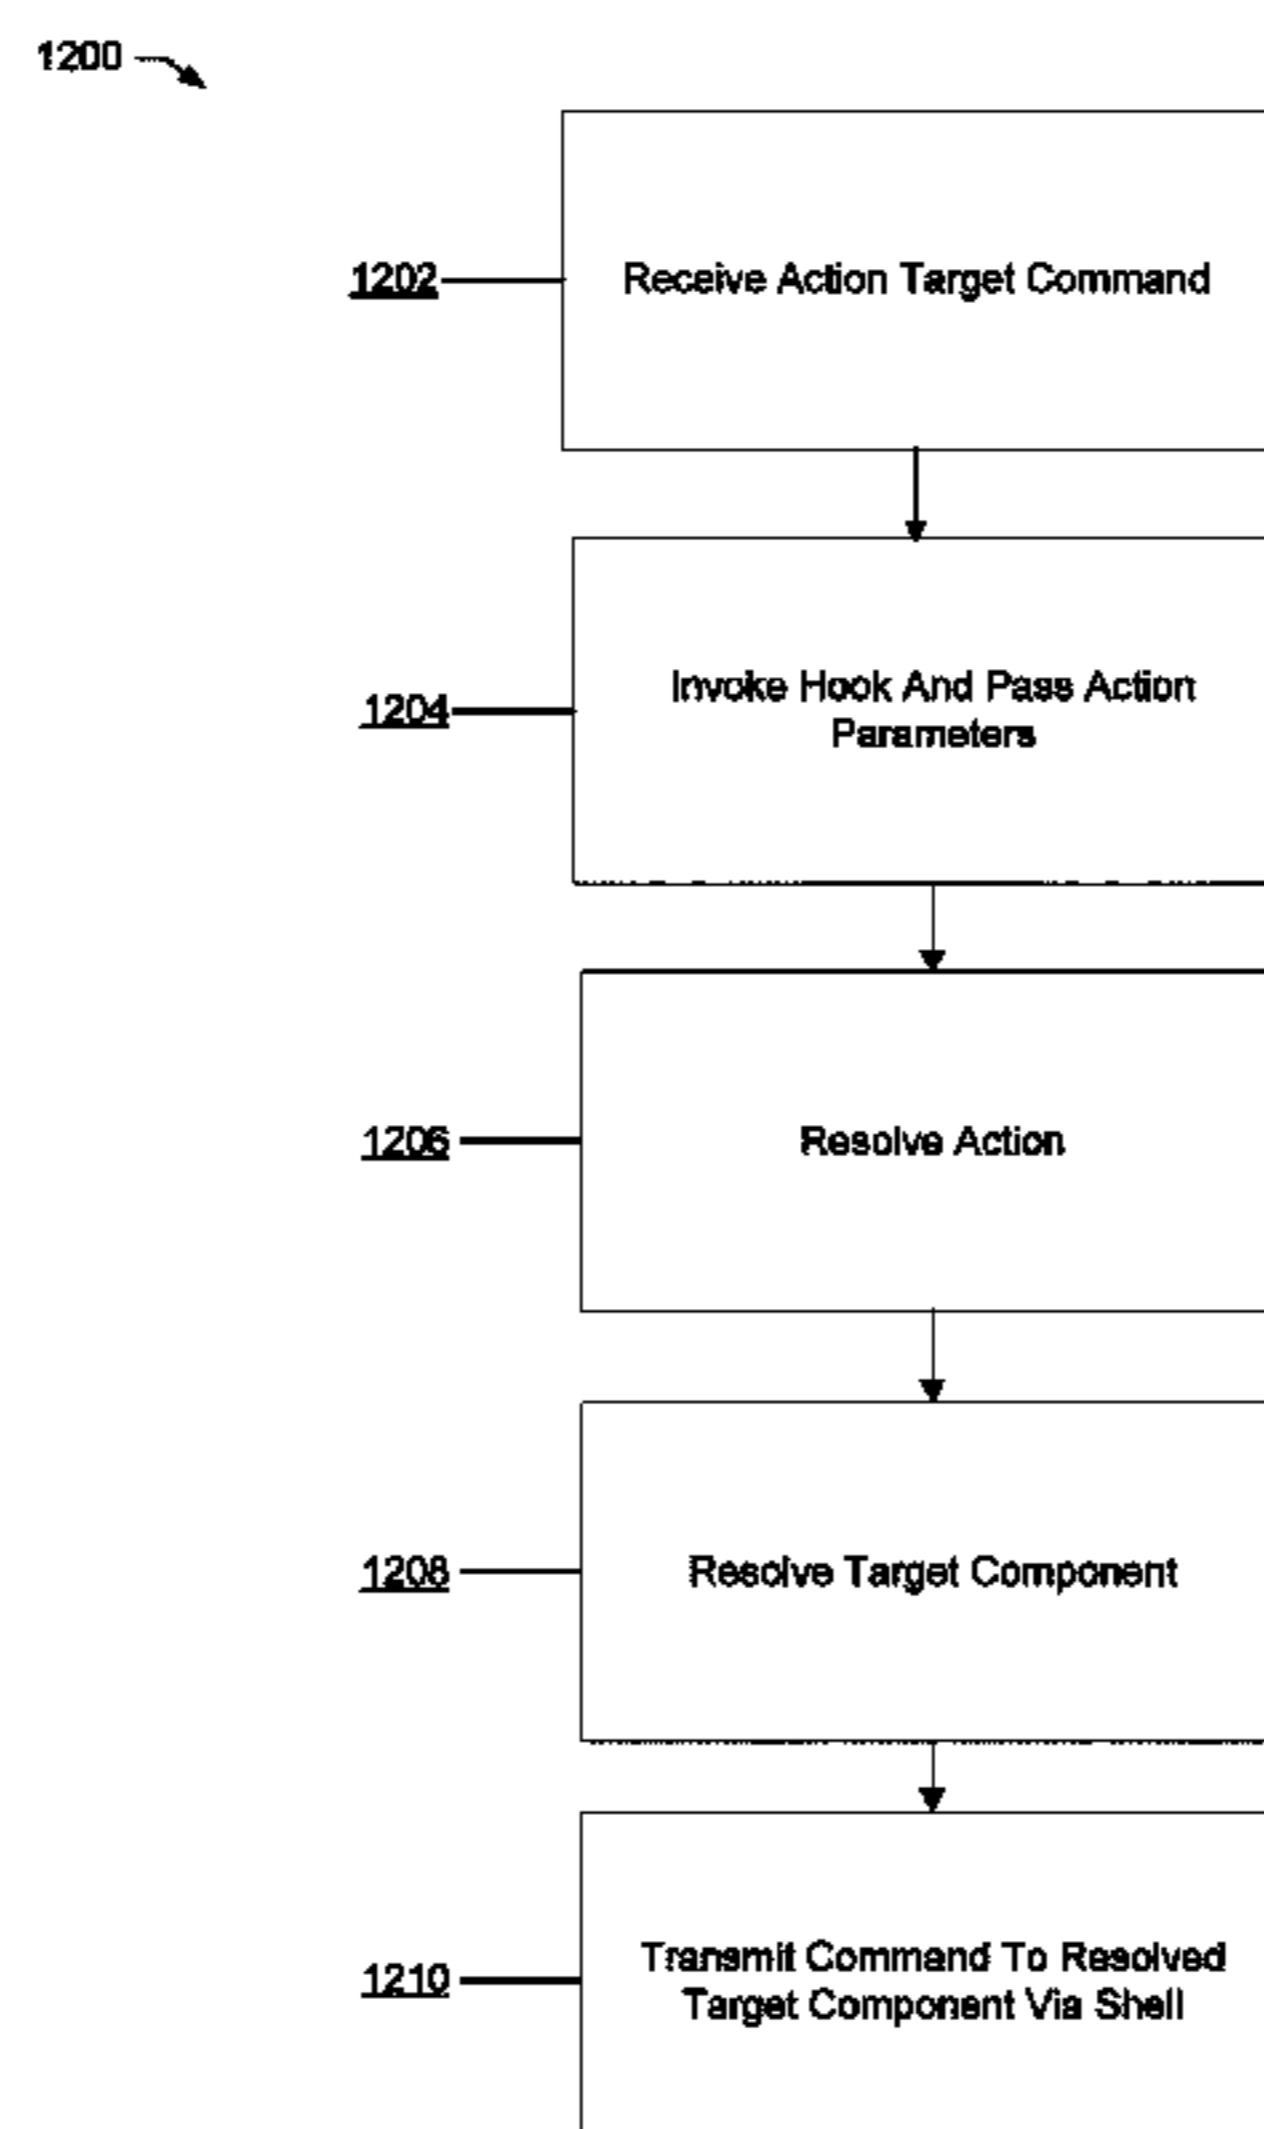 1200
1202
Receive Action Target Command
1204
Invoke Hook And Pass Action
Parameters
1206
Resolve Action
1208
Resolve Target Component
1210
Transmit Command To Resolved
Target Component Via Shell